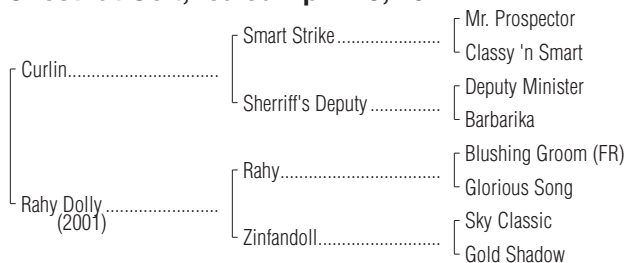 Mr. Prospector
Smart Strike
Classy 'n Smart
Curlin
Deputy Minister
Sherriff's Deputy
Barbarika
Blushing Groom (FR)
Rahy
Glorious Song
Rahy Dolly
(2001)
Sky Classic
Zinfandoll
Gold Shadow